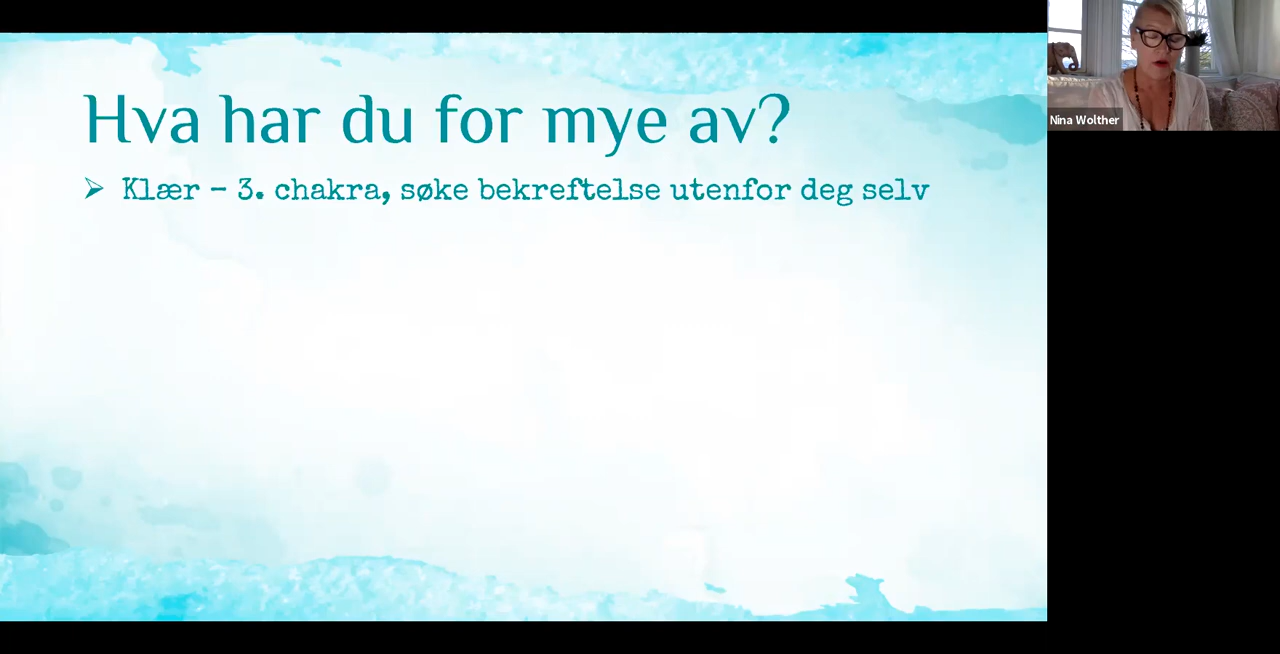 Hva har du for mye av?
Klær – 3. chakra, søke bekreftelse utenfor deg selv
Nina Wolther